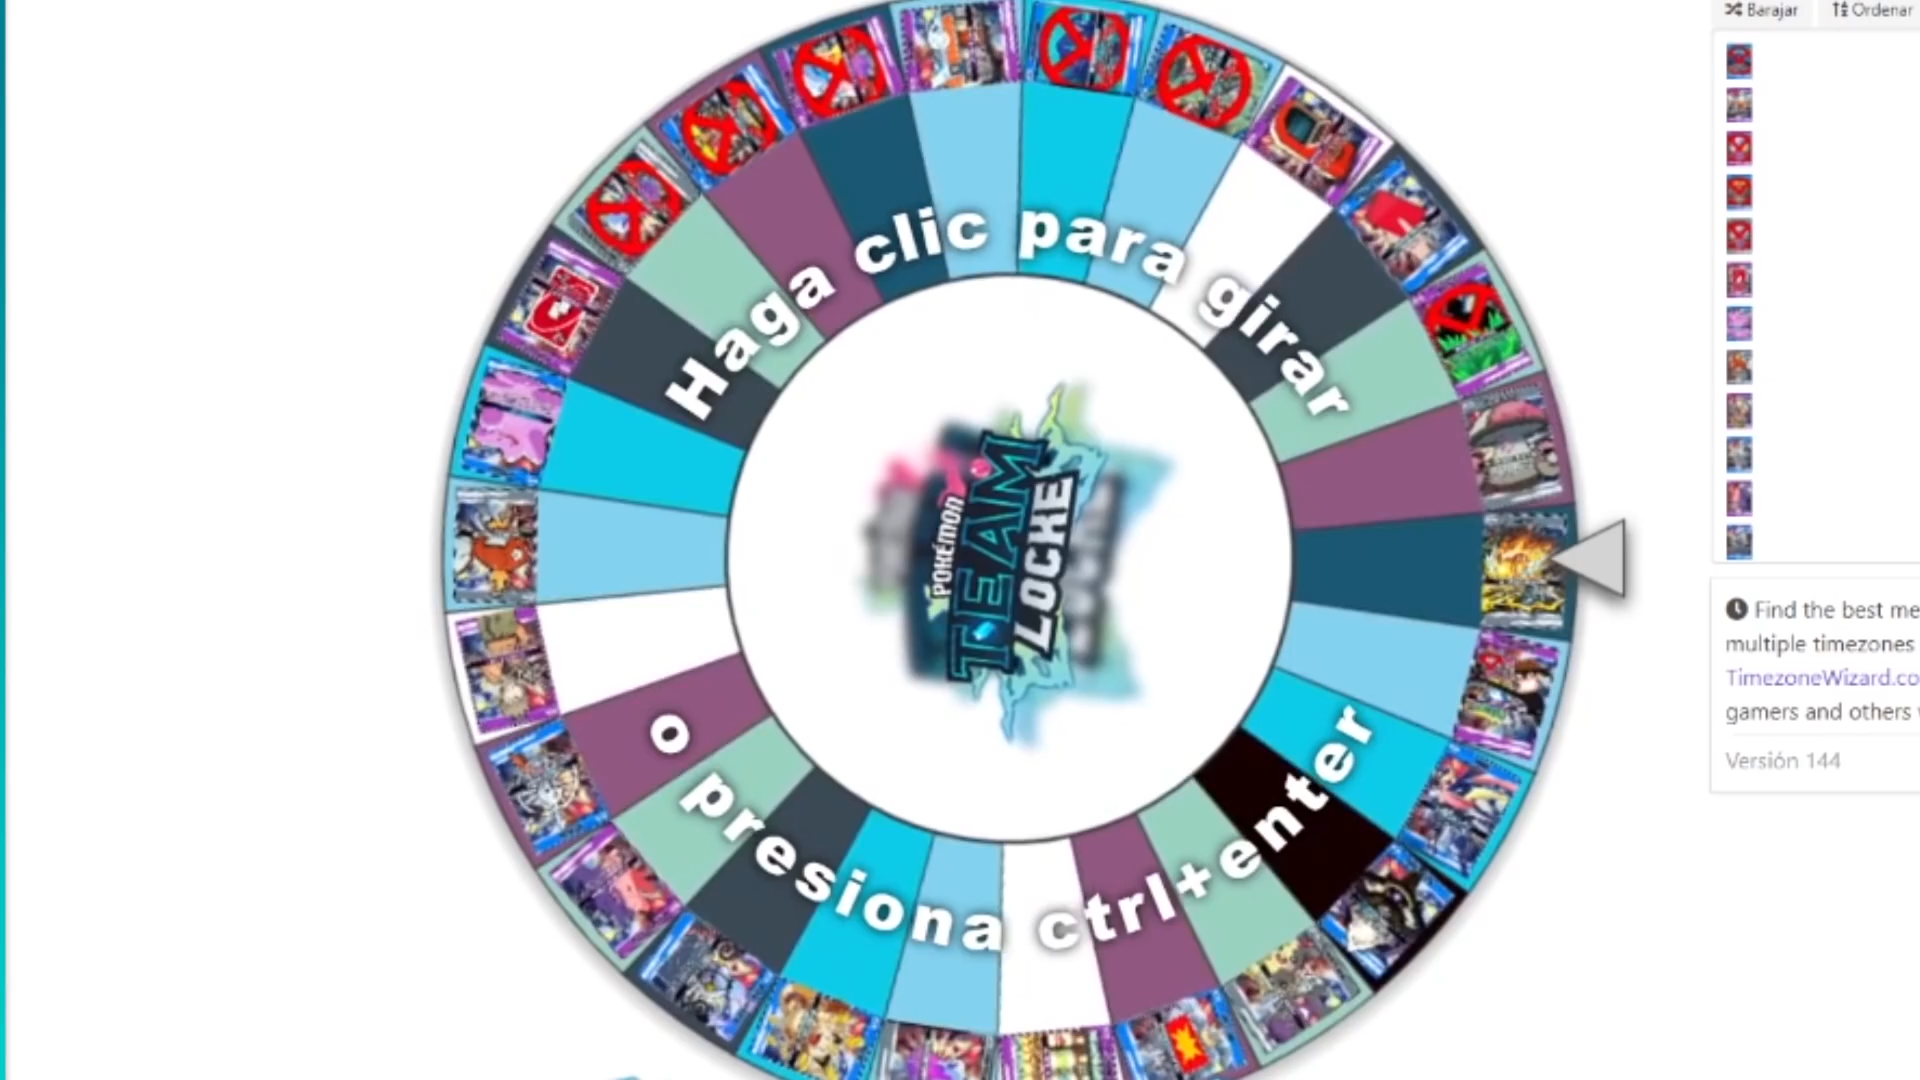 Barajar
Ordenar
Haga clic para girar
o presiona ctrl+enter
POKÉMON
TEAM
LOCKE
Find the best me
multiple timezones
TimezoneWizard.co
gamers and others
Versión 144